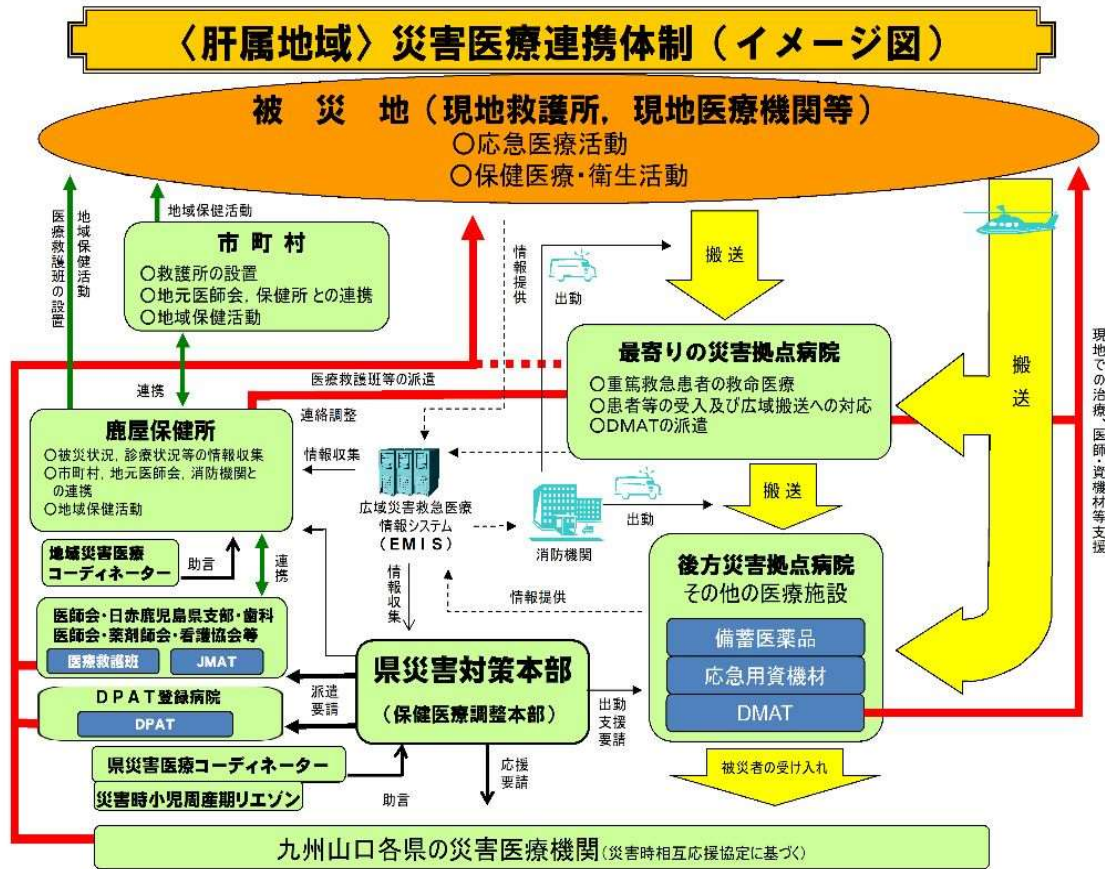 〈肝属地域〉災害医療連携体制（イメージ図）
被 災 地（現地救護所，現地医療機関等）
○応急医療活動
○保健医療・衛生活動
医療救護班の設置
地域保健活動
地域保健活動
市 町 村
○救護所の設置
○地元医師会，保健所との連携
○地域保健活動
情報提供
出動
搬 送
搬送
最寄りの災害拠点病院
○重篤救急患者の救命医療
○患者等の受入及び広域搬送への対応
○DMATの派遣
現地での治療、医師・資機材等支援
連携
医療救護班等の派遣
連絡調整
鹿屋保健所
○被災状況，診療状況等の情報収集
○市町村，地元医師会，消防機関と
の連携
○地域保健活動
情報収集
広域災害救急医療
情報システム
(EMIS)
消防機関
出動
搬 送
地域災害医療
コーディネーター
助言
連携
情報収集
情報提供
後方災害拠点病院
その他の医療施設
備蓄医薬品
応急用資機材
DMAT
医師会・日赤鹿児島県支部・歯科
医師会・薬剤師会・看護協会等
医療救護班
JMAT
派遣
要請
県災害対策本部
（保健医療調整本部）
出動
支援
要請
DPAT登録病院
DPAT
県災害医療コーディネーター
災害時小児周産期リエゾン
助言
応援
要請
被災者の受け入れ
九州山口各県の災害医療機関（災害時相互応援協定に基づく）